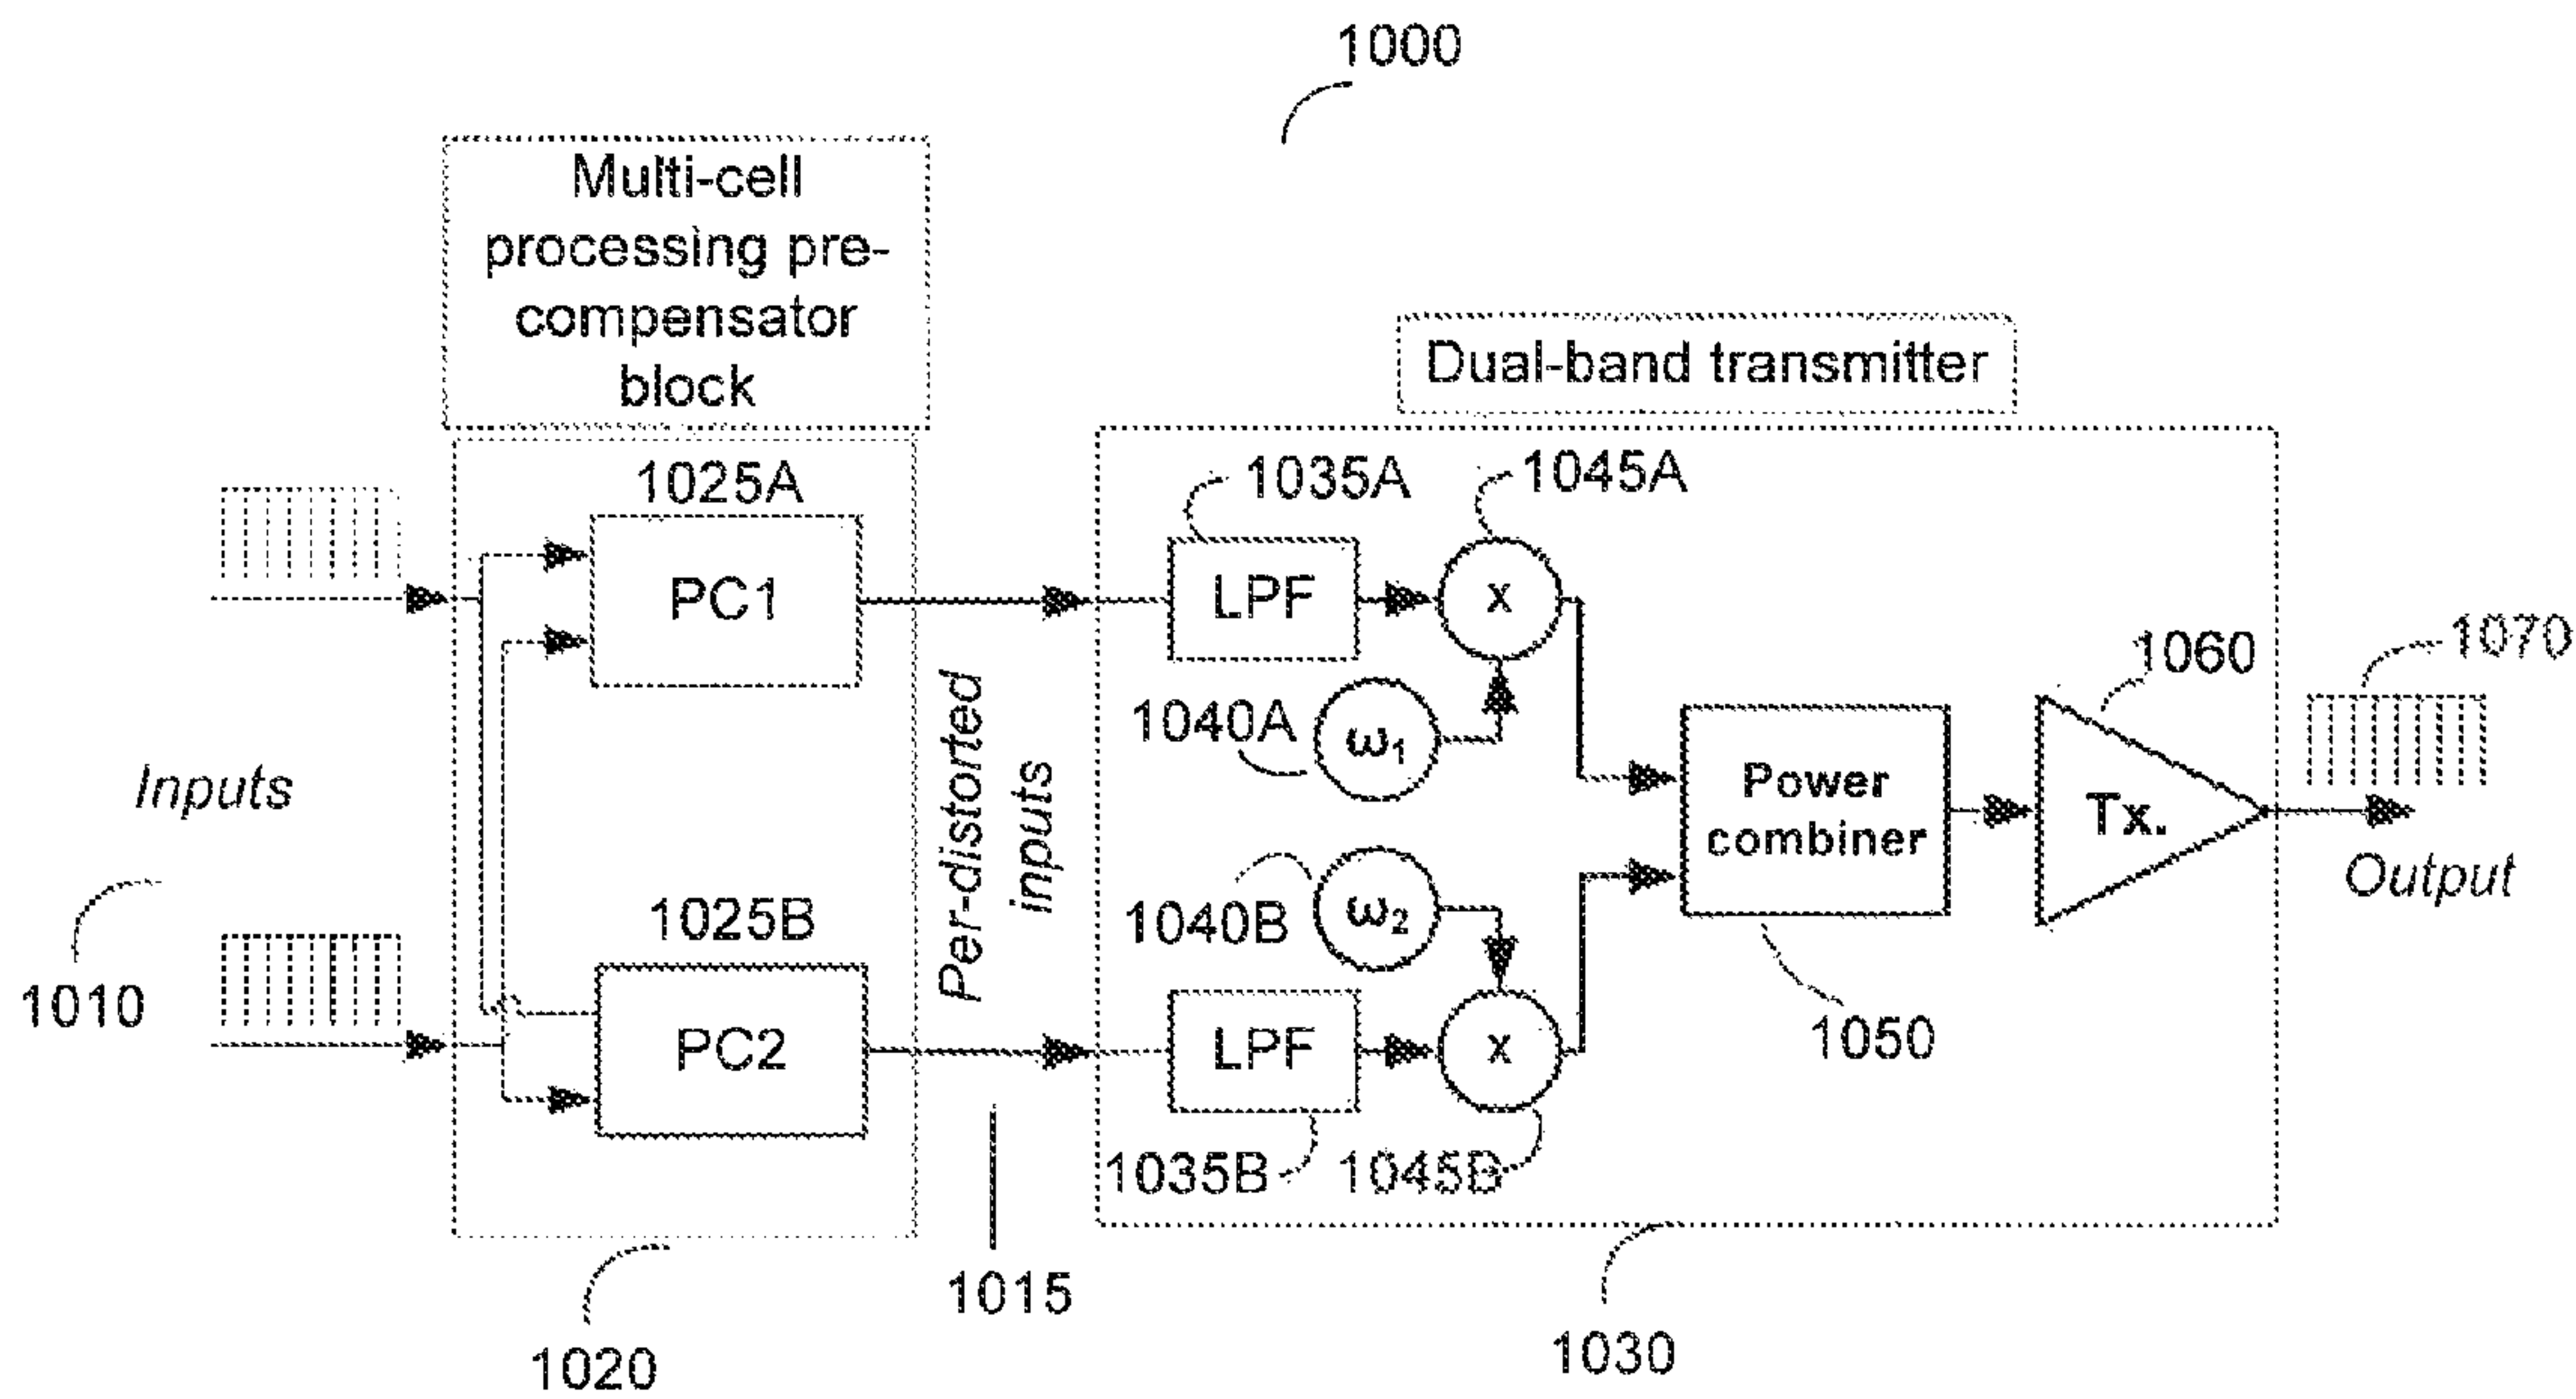 1000
Multi-cell
processing pre-
compensator
block
Dual-band transmitter
1025A
1035A
1045A
PC1
LPF
x
1040A
ω1
Inputs
Per-distorted
inputs
Power
combiner
1060
1070
Tx.
Output
1010
1025B
1040B
ω2
PC2
LPF
x
1050
1035B
1045B
1015
1020
1030